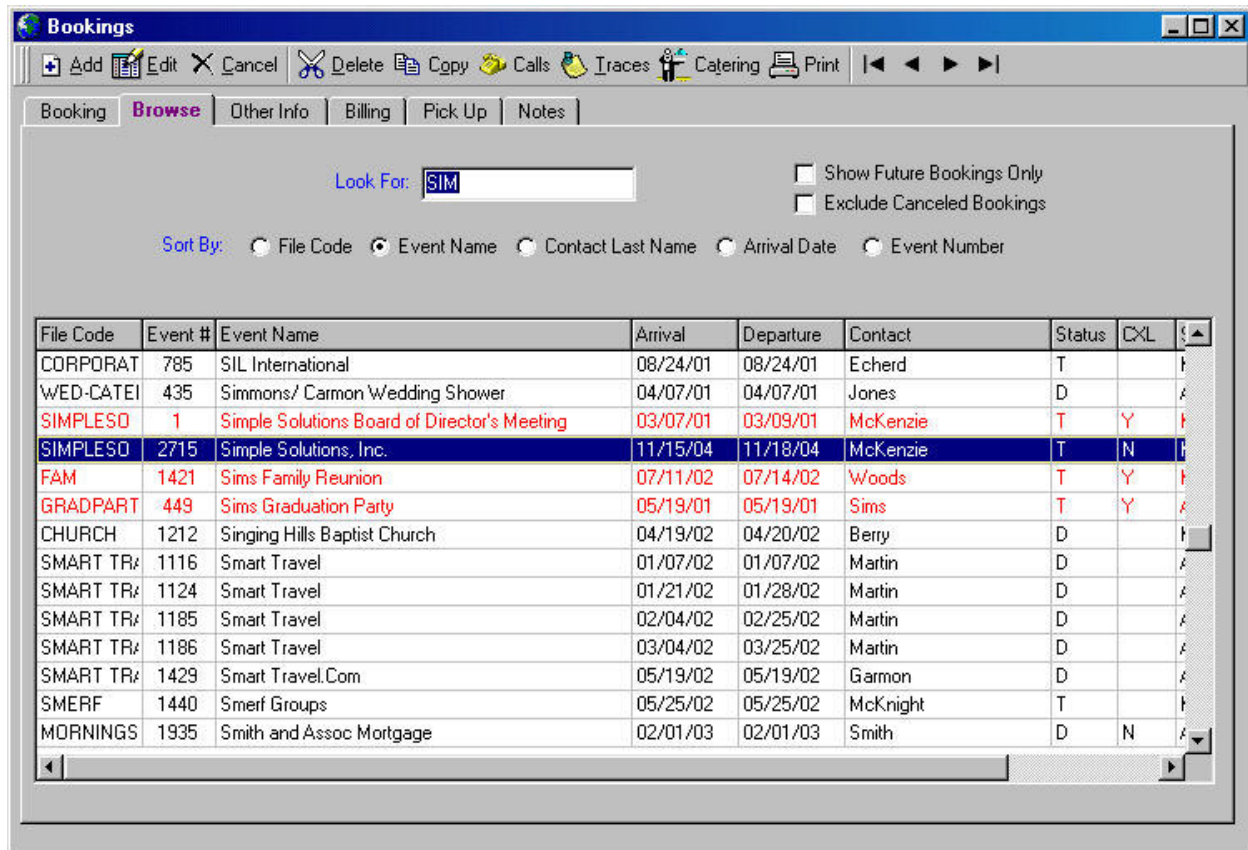 Bookings
Add Edit Cancel Delete Copy Calls Traces Catering Print
Booking Browse Other Info Billing Pick Up Notes
Look For: SIM Show Future Bookings Only
Exclude Canceled Bookings
Sort By: File Code Event Name Contact Last Name Arrival Date Event Number
File Code Event # Event Name Arrival Departure Contact Status CXL
CORPORAT 785 SIL International 08/24/01 08/24/01 Echerd T
WED-CATEI 435 Simmons/ Carmon Wedding Shower 04/07/01 04/07/01 Jones D
SIMPLESO 1 Simple Solutions Board of Director's Meeting 03/07/01 03/09/01 McKenzie T Y
SIMPLESO 2715 Simple Solutions, Inc. 11/15/04 11/18/04 McKenzie T N
FAM 1421 Sims Family Reunion 07/11/02 07/14/02 Woods T Y
GRADPART 449 Sims Graduation Party 05/19/01 05/19/01 Sims T Y
CHURCH 1212 Singing Hills Baptist Church 04/19/02 04/20/02 Berry D
SMART TRA 1116 Smart Travel 01/07/02 01/07/02 Martin D
SMART TRA 1124 Smart Travel 01/21/02 01/28/02 Martin D
SMART TRA 1185 Smart Travel 02/04/02 02/25/02 Martin D
SMART TRA 1186 Smart Travel 03/04/02 03/25/02 Martin D
SMART TRA 1429 Smart Travel.Com 05/19/02 05/19/02 Garmon D
SMERF 1440 Smerf Groups 05/25/02 05/25/02 McKnight T
MORNINGS 1935 Smith and Assoc Mortgage 02/01/03 02/01/03 Smith D N